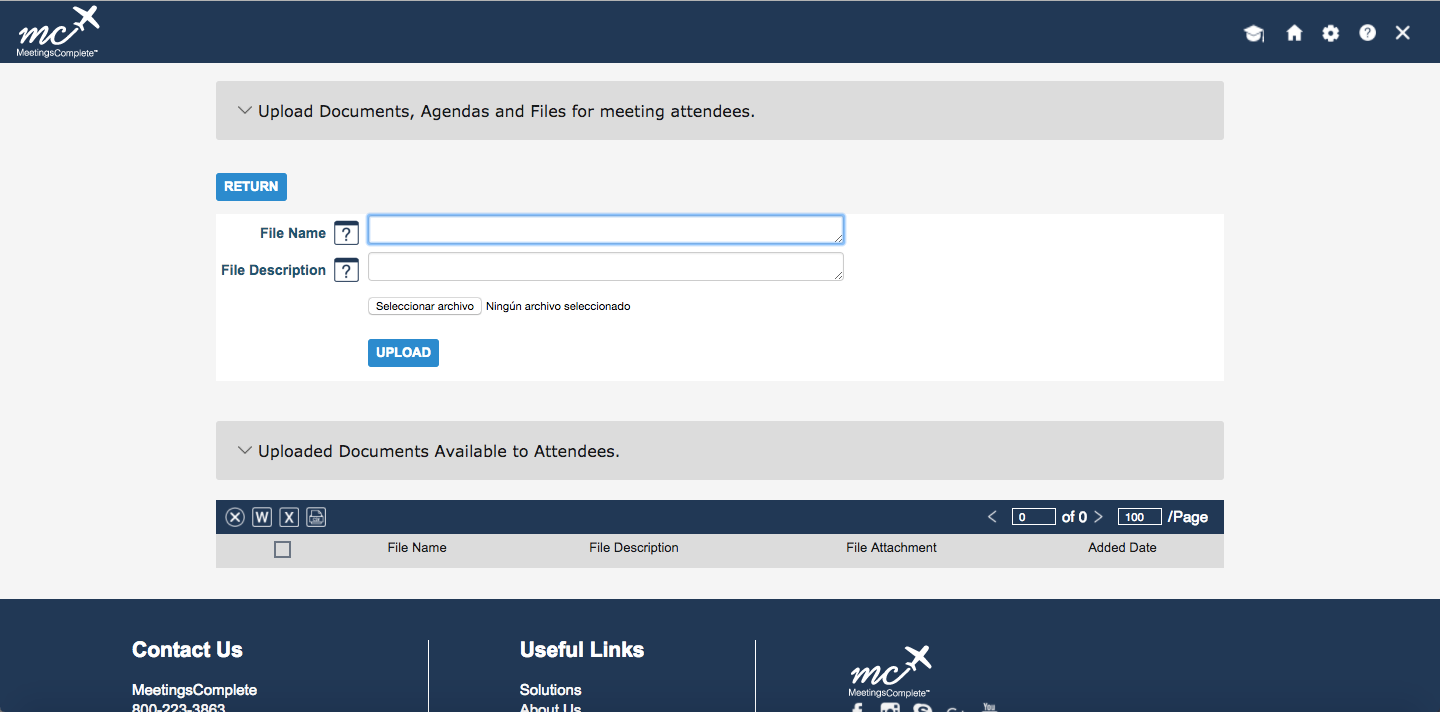 mc
MeetingsComplete™
Upload Documents, Agendas and Files for meeting attendees.
RETURN
File Name ?
File Description ?
Seleccionar archivo Ningún archivo seleccionado
UPLOAD
Uploaded Documents Available to Attendees.
W X 0 of 0 100 /Page
File Name File Description File Attachment Added Date
Contact Us
MeetingsComplete
800-223-3863
Useful Links
Solutions
About Us
mc
MeetingsComplete™
You